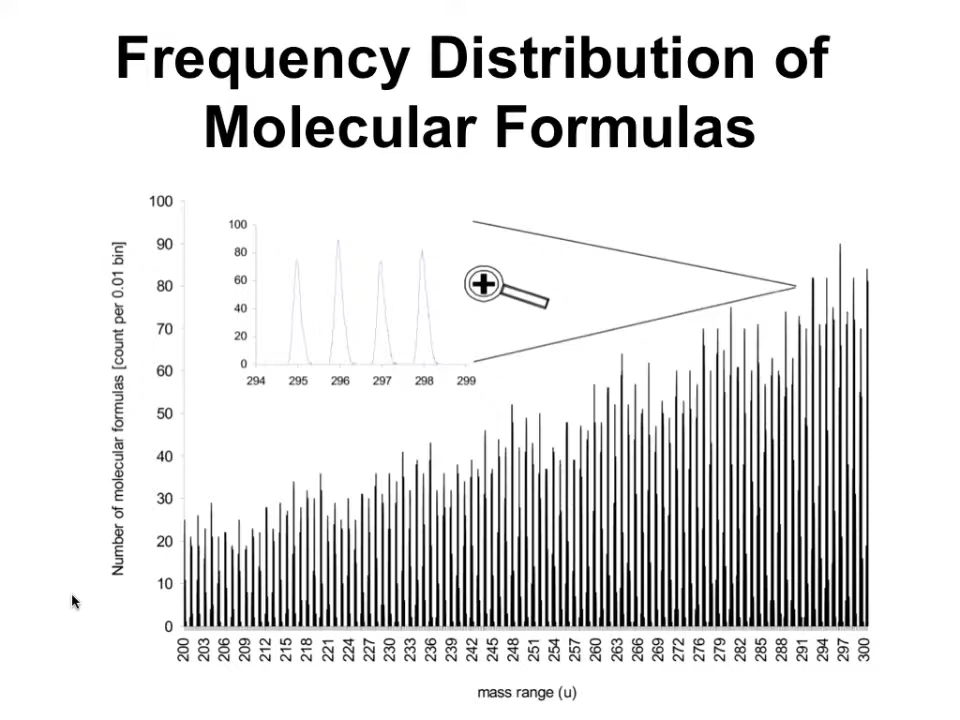 Frequency Distribution of
Molecular Formulas
Number of molecular formulas [count per 0.01 bin]
100
90
80
70
60
50
40
30
20
10
0
100
80
60
40
20
0
294 295 296 297 298 299
200 203 206 209 212 215 218 221 224 227 230 233 236 239 242 245 248 251 254 257 260 263 266 269 272 276 279 282 285 288 291 294 297 300
mass range (u)